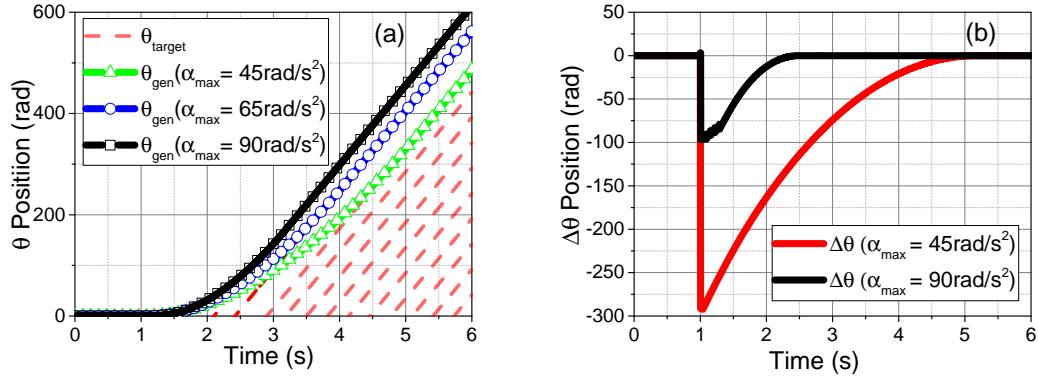 (a)
θ Position (rad)
600
400
200
0
θtarget
θgen(αmax= 45rad/s²)
θgen(αmax= 65rad/s²)
θgen(αmax= 90rad/s²)
0 1 2 3 4 5 6
Time (s)
(b)
Δθ Position (rad)
50
0
-50
-100
-150
-200
-250
-300
Δθ (αmax= 45rad/s²)
Δθ (αmax= 90rad/s²)
0 1 2 3 4 5 6
Time (s)